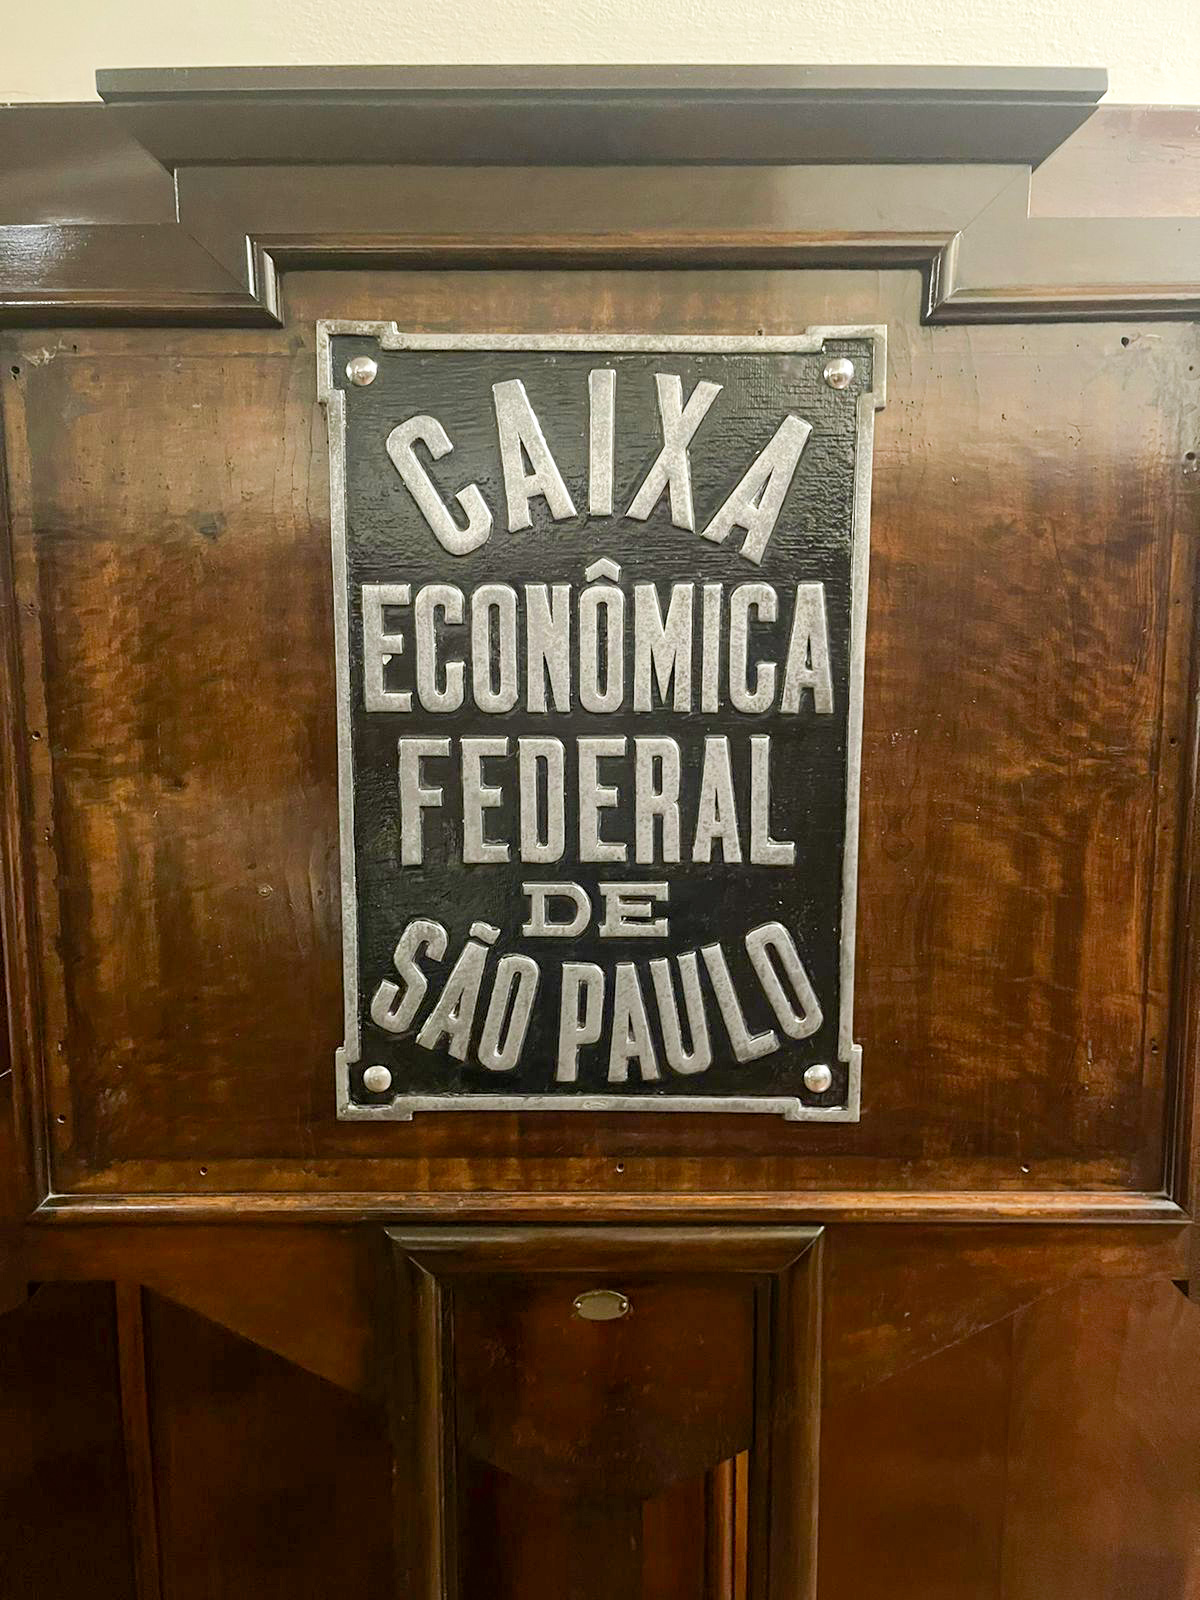 CAIXA
ECONÔMICA
FEDERAL
DE
SÃO PAULO